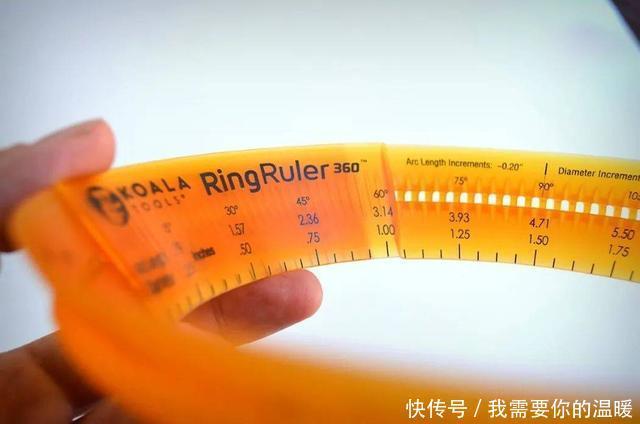 KOALA
TOOLS
RingRuler 360™
Arc Length Increments: ~0.20"
Diameter Increment
30° 45° 60° 75° 90° 105
1.57 2.36 3.14 3.93 4.71 5.50
inches .50 .75 1.00 1.25 1.50 1.75
快传号 / 我需要你的温暖